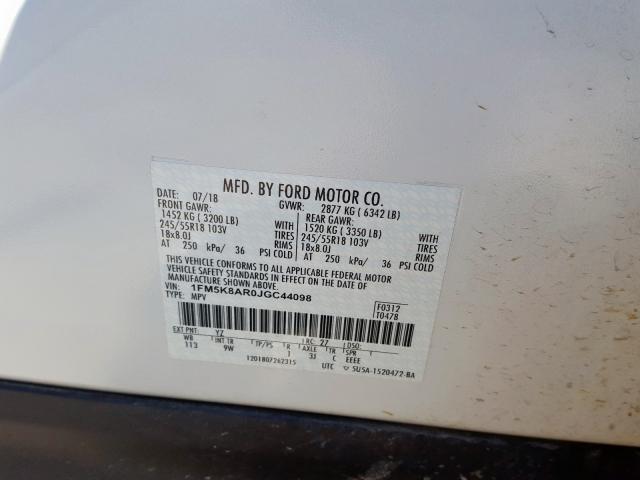 MFD. BY FORD MOTOR CO.
DATE: 07/18 GVWR: 2877 KG ( 6342 LB)
FRONT GAWR: REAR GAWR:
1452 KG ( 3200 LB) WITH 1520 KG ( 3350 LB) WITH
245/55R18 103V TIRES 245/55R18 103V TIRES
18x8.0J RIMS 18x8.0J RIMS
AT 250 kPa/ 36 PSI COLD AT 250 kPa/ 36 PSI COLD
THIS VEHICLE CONFORMS TO ALL APPLICABLE FEDERAL MOTOR
VEHICLE SAFETY STANDARDS IN EFFECT ON THE DATE OF
MANUFACTURE SHOWN ABOVE.
VIN: 1FM5K8AR0JGC44098
TYPE: MPV
F0312
T0478
EXT PNT: YZ RC: 27 DSO:
WB INT TR TP/PS R AXLE TR SPR
113 9W 1 3J C EEEE
1201807262315 UTC 5U5A-1520472-BA